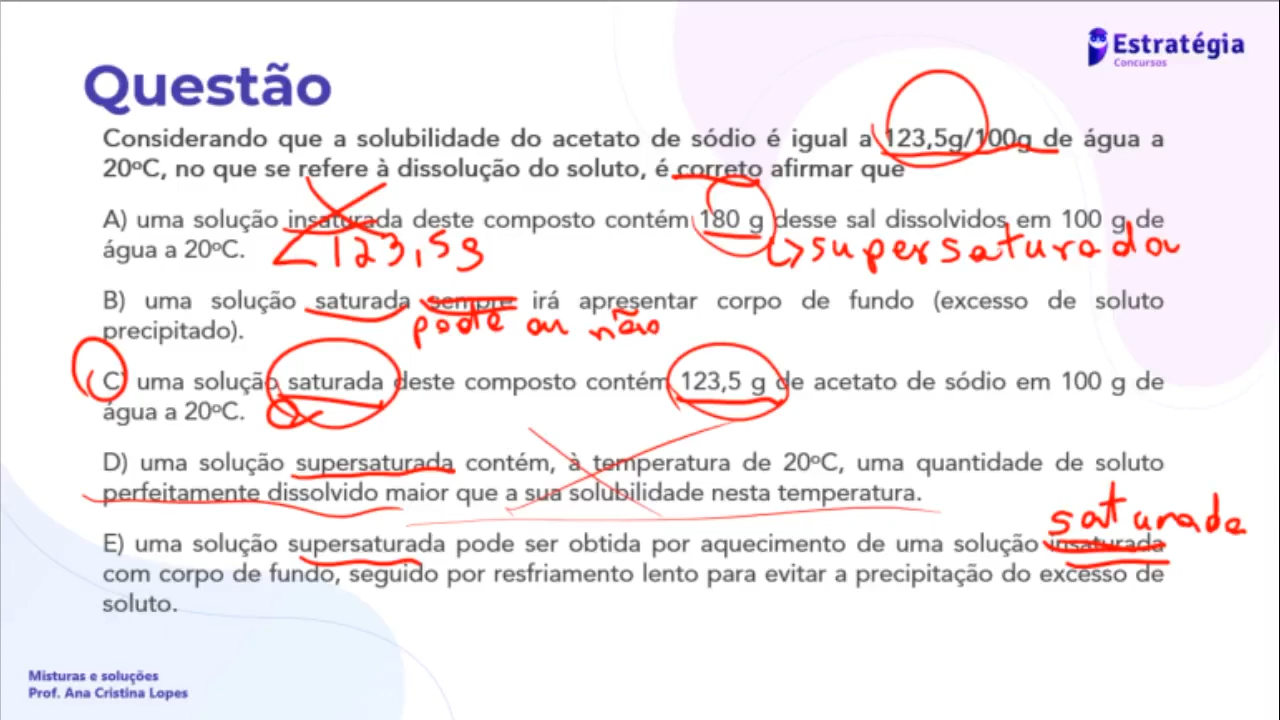 Estratégia
Concursos
Questão
Considerando que a solubilidade do acetato de sódio é igual a 123,5g/100g de água a
20ºC, no que se refere à dissolução do soluto, é correto afirmar que
A) uma solução insaturada deste composto contém 180 g desse sal dissolvidos em 100 g de
água a 20ºC.
< 123,5g
↳ supersaturada
B) uma solução saturada sempre irá apresentar corpo de fundo (excesso de soluto
precipitado).
pode ou não
C) uma solução saturada deste composto contém 123,5 g de acetato de sódio em 100 g de
água a 20ºC.
D) uma solução supersaturada contém, à temperatura de 20ºC, uma quantidade de soluto
perfeitamente dissolvido maior que a sua solubilidade nesta temperatura.
saturada
E) uma solução supersaturada pode ser obtida por aquecimento de uma solução insaturada
com corpo de fundo, seguido por resfriamento lento para evitar a precipitação do excesso de
soluto.
Misturas e soluções
Prof. Ana Cristina Lopes